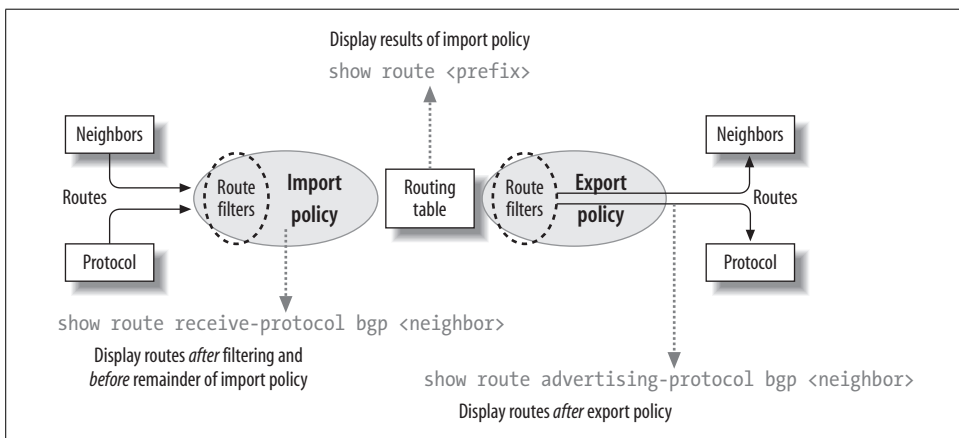 Display results of import policy
show route <prefix>
Neighbors
Routes
Protocol
Route
filters
Import
policy
Routing
table
Route
filters
Export
policy
Neighbors
Routes
Protocol
show route receive-protocol bgp <neighbor>
Display routes after filtering and
before remainder of import policy
show route advertising-protocol bgp <neighbor>
Display routes after export policy